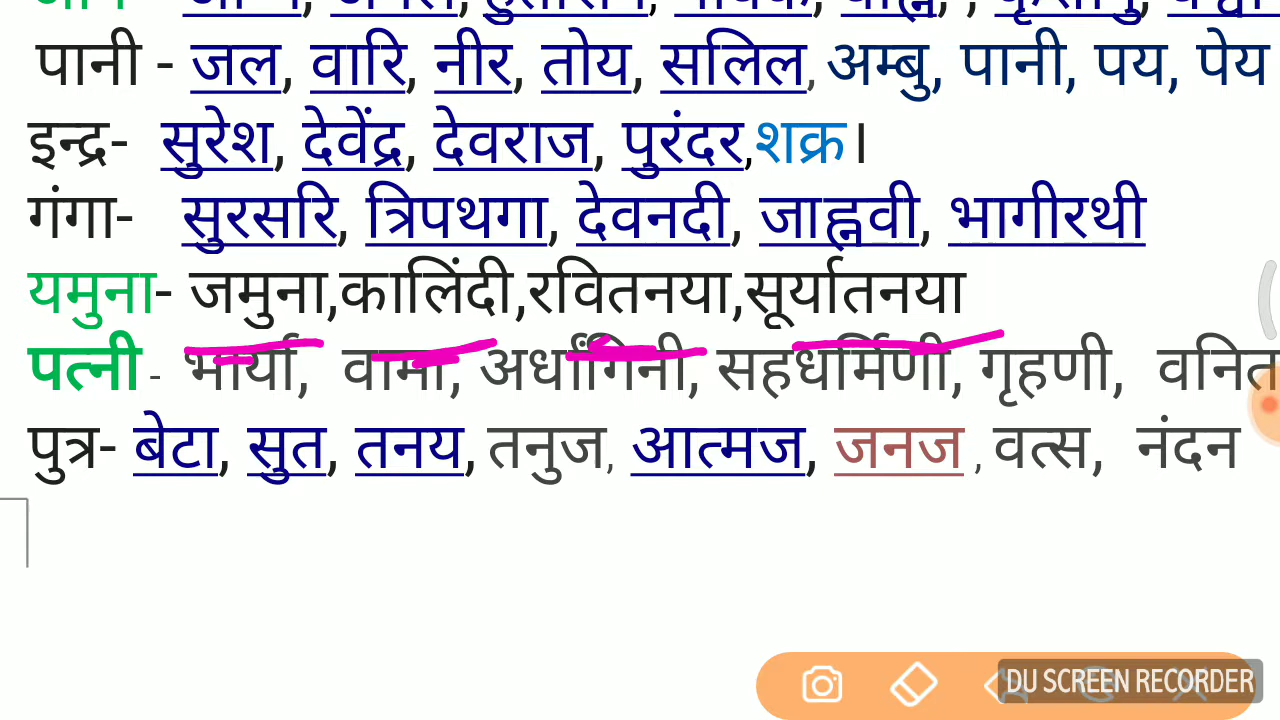 पानी - जल, वारि, नीर, तोय, सलिल, अम्बु, पानी, पय, पेय
इन्द्र- सुरेश, देवेंद्र, देवराज, पुरंदर,शक्र।
गंगा- सुरसरि, त्रिपथगा, देवनदी, जाह्नवी, भागीरथी
यमुना- जमुना,कालिंदी,रवितनया,सूर्यातनया
पत्नी - भार्या, वामा, अर्धांगिनी, सहधर्मिणी, गृहणी,
पुत्र- बेटा, सुत, तनय, तनुज, आत्मज, जनज , वत्स, नंदन
DU SCREEN RECORDER